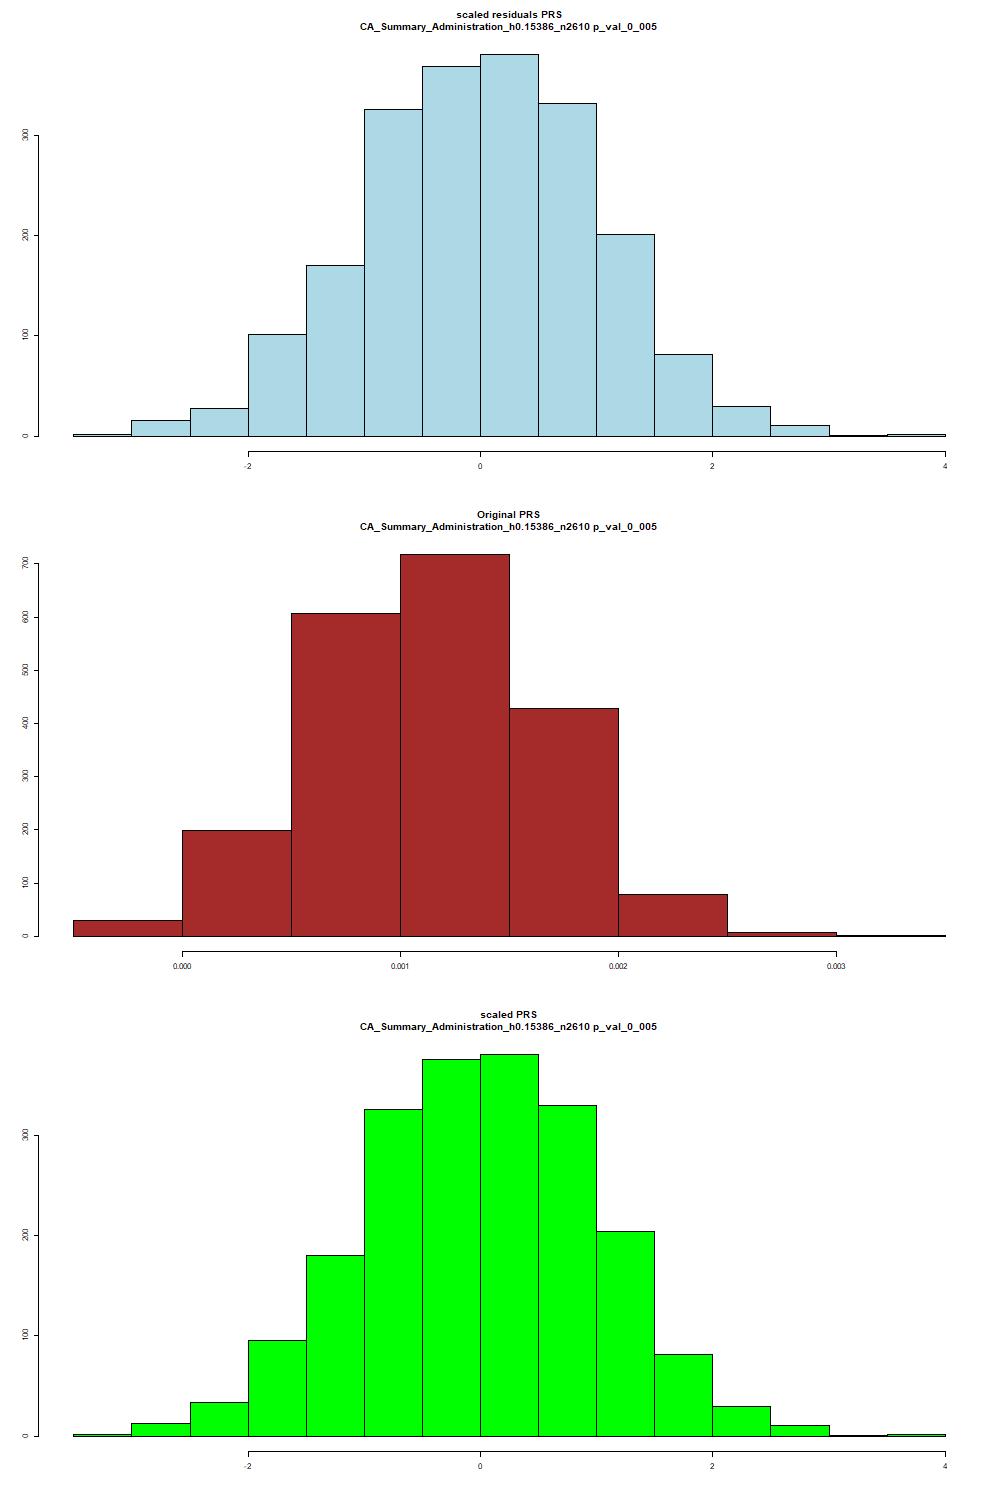 scaled residuals PRS
CA_Summary_Administration_h0.15386_n2610 p_val_0_005
300
200
100
0
-2 0 2 4
Original PRS
CA_Summary_Administration_h0.15386_n2610 p_val_0_005
700
600
500
400
300
200
100
0
0.000 0.001 0.002 0.003
scaled PRS
CA_Summary_Administration_h0.15386_n2610 p_val_0_005
300
200
100
0
-2 0 2 4